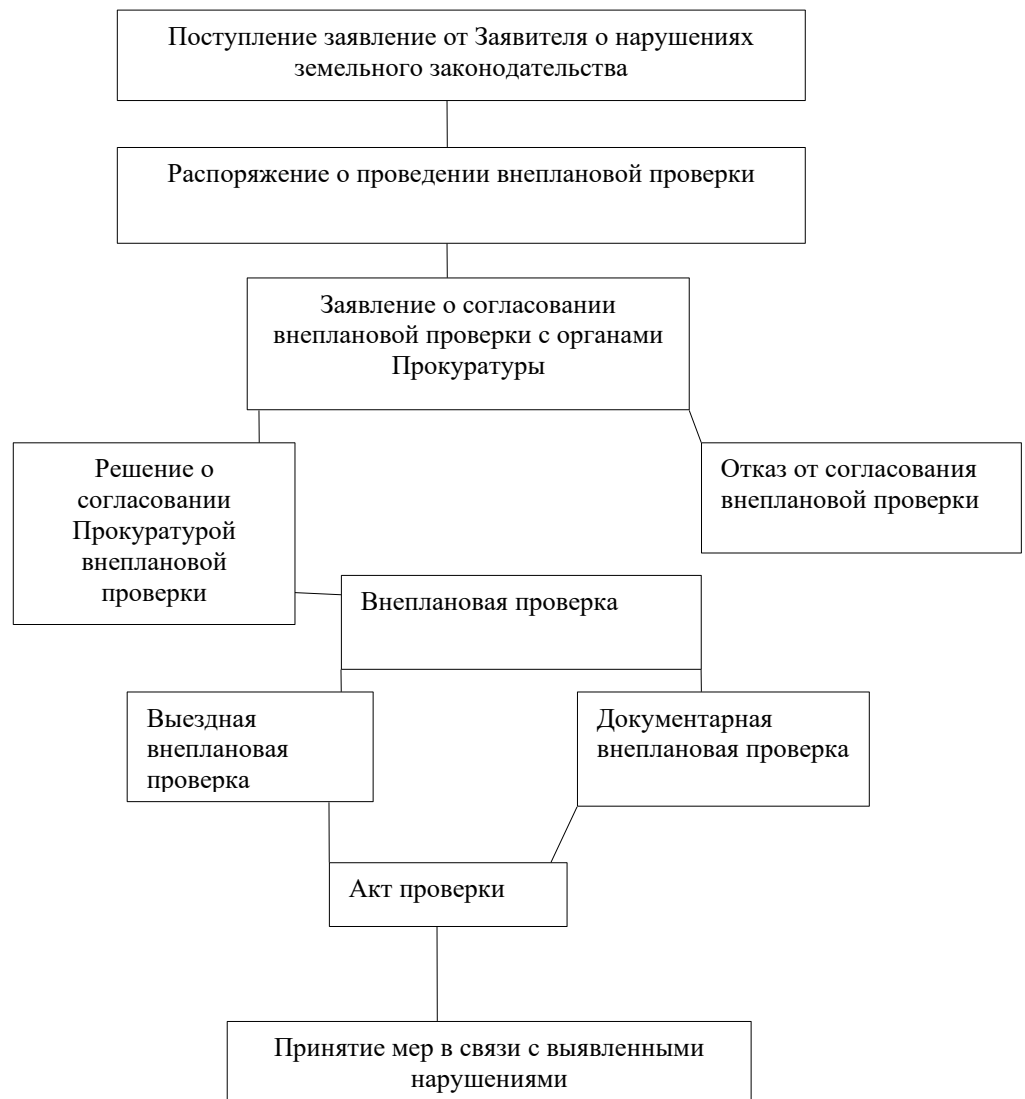 Поступление заявление от Заявителя о нарушениях
земельного законодательства
Распоряжение о проведении внеплановой проверки
Заявление о согласовании
внеплановой проверки с органами
Прокуратуры
Решение о
согласовании
Прокуратурой
внеплановой
проверки
Отказ от согласования
внеплановой проверки
Внеплановая проверка
Выездная
внеплановая
проверка
Документарная
внеплановая проверка
Акт проверки
Принятие мер в связи с выявленными
нарушениями